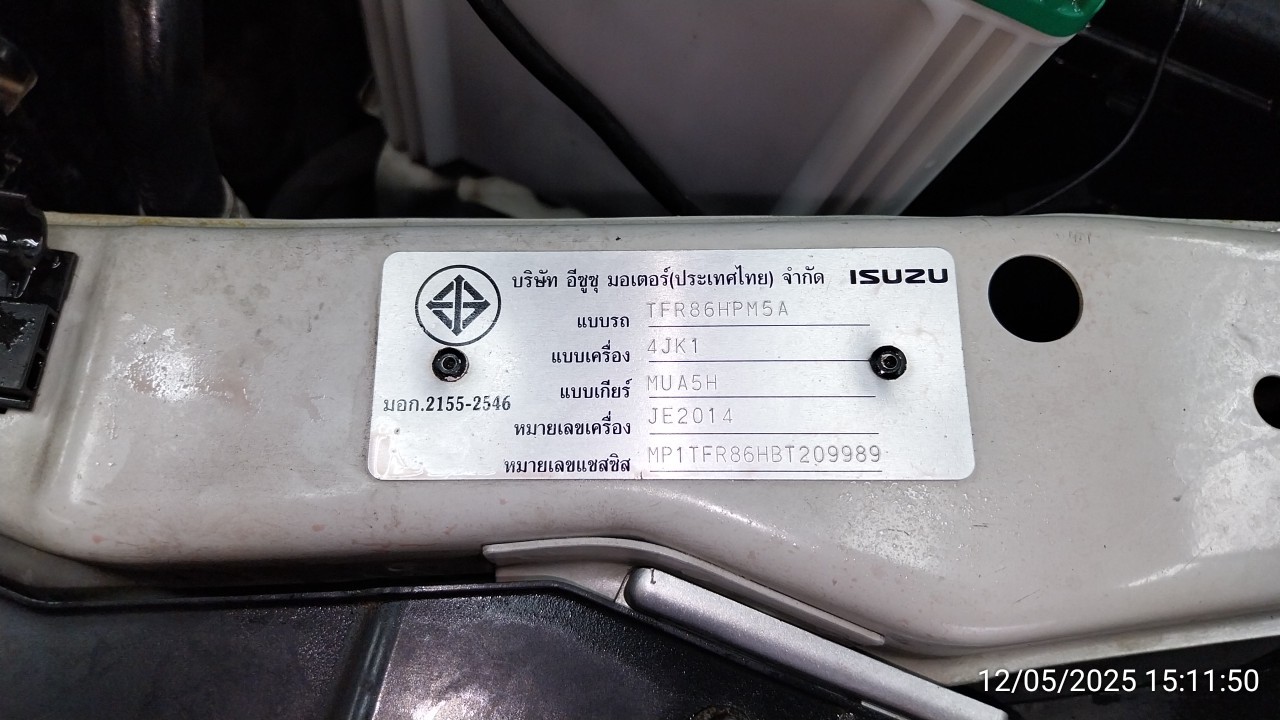 บริษัท อีซูซุ มอเตอร์(ประเทศไทย) จำกัด ISUZU
แบบรถ TFR86HPM5A
แบบเครื่อง 4JK1
แบบเกียร์ MUA5H
มอก.2155-2546
หมายเลขเครื่อง JE2014
หมายเลขแชสซิส MP1TFR86HBT209989
12/05/2025 15:11:50